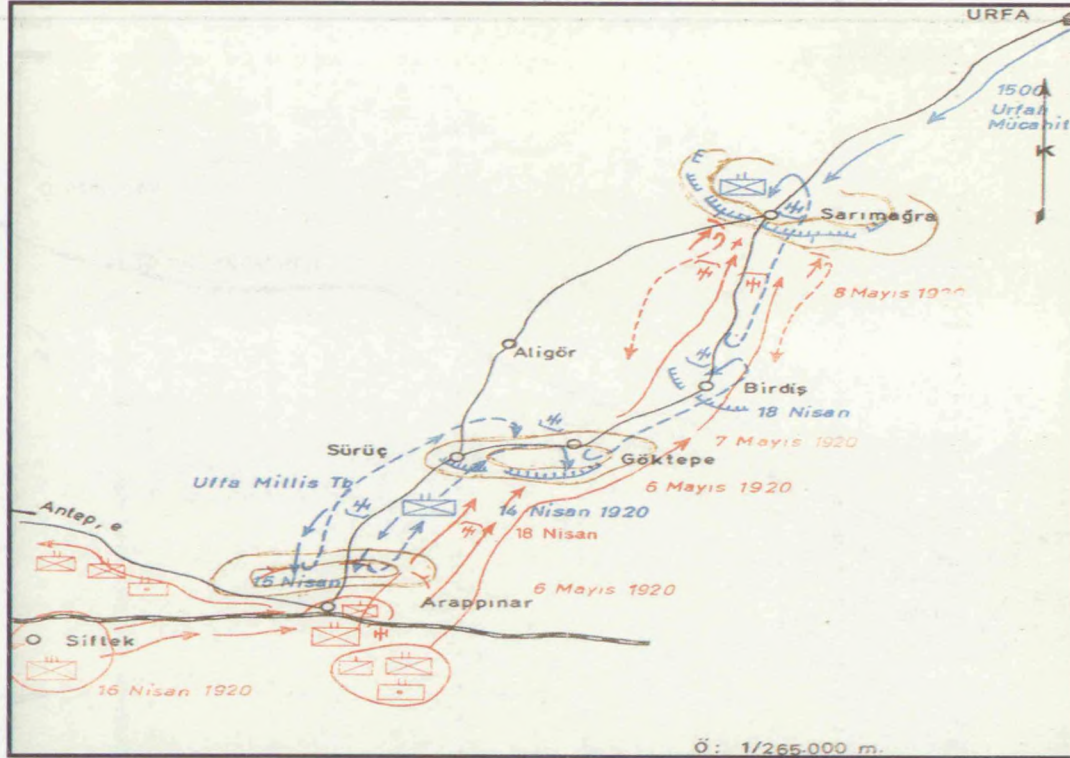 URFA
1500
Urfalı
Mücahit
K
E
Sarımağra
8 Mayıs 1920
Aligör
Birdiş
18 Nisan
7 Mayıs 1920
Sürüç
Göktepe
6 Mayıs 1920
Urfa Millis Tb
14 Nisan 1920
18 Nisan
Antep, e
15 Nisan
6 Mayıs 1920
Arappınar
Siftek
16 Nisan 1920
Ö: 1/265.000 m.